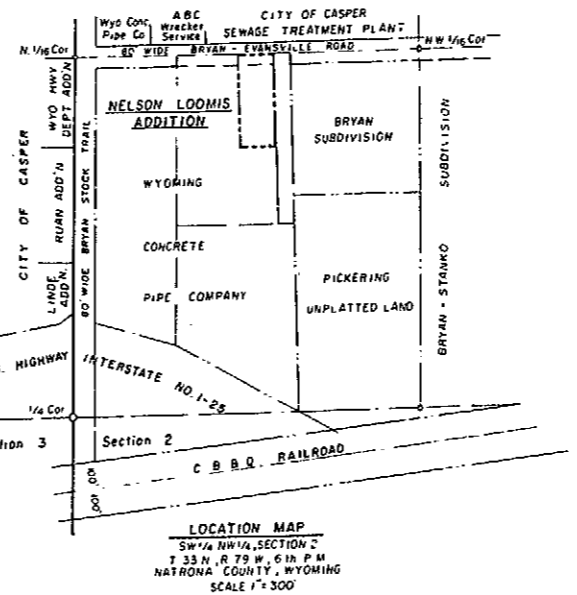 Wyo Conc.
Pipe Co
ABC
Wrecker
Service
CITY OF CASPER
SEWAGE TREATMENT PLANT
N. 1/16 Cor
80' WIDE BRYAN - EVANSVILLE ROAD
NW 1/16 Cor
CITY OF CASPER
WYO HWY
DEPT ADD'N
RUAN ADD'N
LINDE
ADD'N.
80' WIDE BRYAN STOCK TRAIL
NELSON LOOMIS
ADDITION
BRYAN
SUBDIVISION
WYOMING
CONCRETE
PIPE COMPANY
PICKERING
UNPLATTED LAND
BRYAN - STANKO
SUBDIVISION
HIGHWAY INTERSTATE NO. I-25
1/4 Cor
tion 3
Section 2
C B B Q RAILROAD
100' 100'
LOCATION MAP
SW 1/4 NW 1/4, SECTION 2
T 33 N, R 79 W, 6th P M
NATRONA COUNTY, WYOMING
SCALE 1"=300'